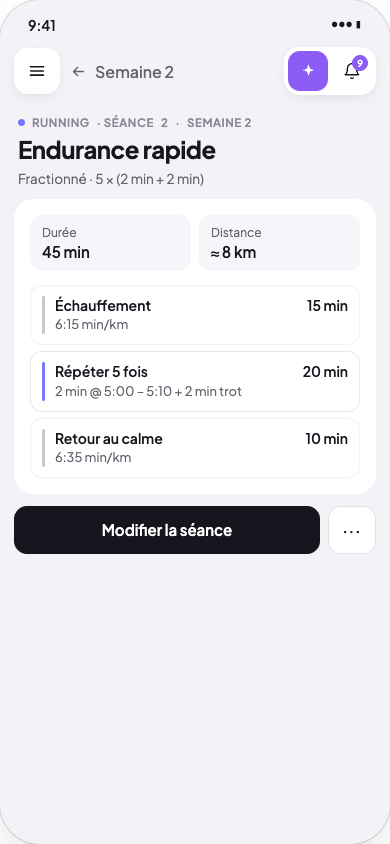 9:41
Semaine 2
9
RUNNING · SÉANCE 2 · SEMAINE 2
Endurance rapide
Fractionné · 5 × (2 min + 2 min)
Durée
45 min
Distance
≈ 8 km
Échauffement
15 min
6:15 min/km
Répéter 5 fois
20 min
2 min @ 5:00 – 5:10 + 2 min trot
Retour au calme
10 min
6:35 min/km
Modifier la séance
...